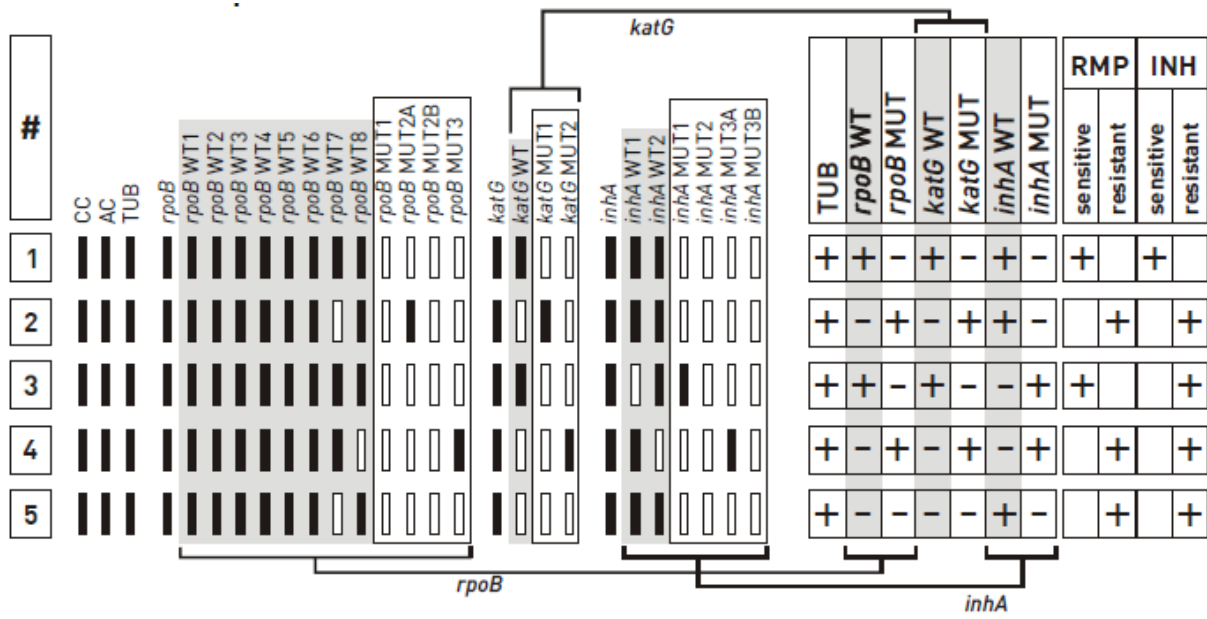 katG
#
CC
AC
TUB
rpoB
rpoB WT1
rpoB WT2
rpoB WT3
rpoB WT4
rpoB WT5
rpoB WT6
rpoB WT7
rpoB WT8
rpoB MUT1
rpoB MUT2A
rpoB MUT2B
rpoB MUT3
katG
katG WT
katG MUT1
katG MUT2
inhA
inhA WT1
inhA WT2
inhA MUT1
inhA MUT2
inhA MUT3A
inhA MUT3B
TUB
rpoB WT
rpoB MUT
katG WT
katG MUT
inhA WT
inhA MUT
RMP INH
sensitive
resistant
sensitive
resistant
1 + + − + − + − + +
2 + − + − + + − + +
3 + + − + − − + + +
4 + − + − + − + + +
5 + − − − − + − + +
rpoB
inhA